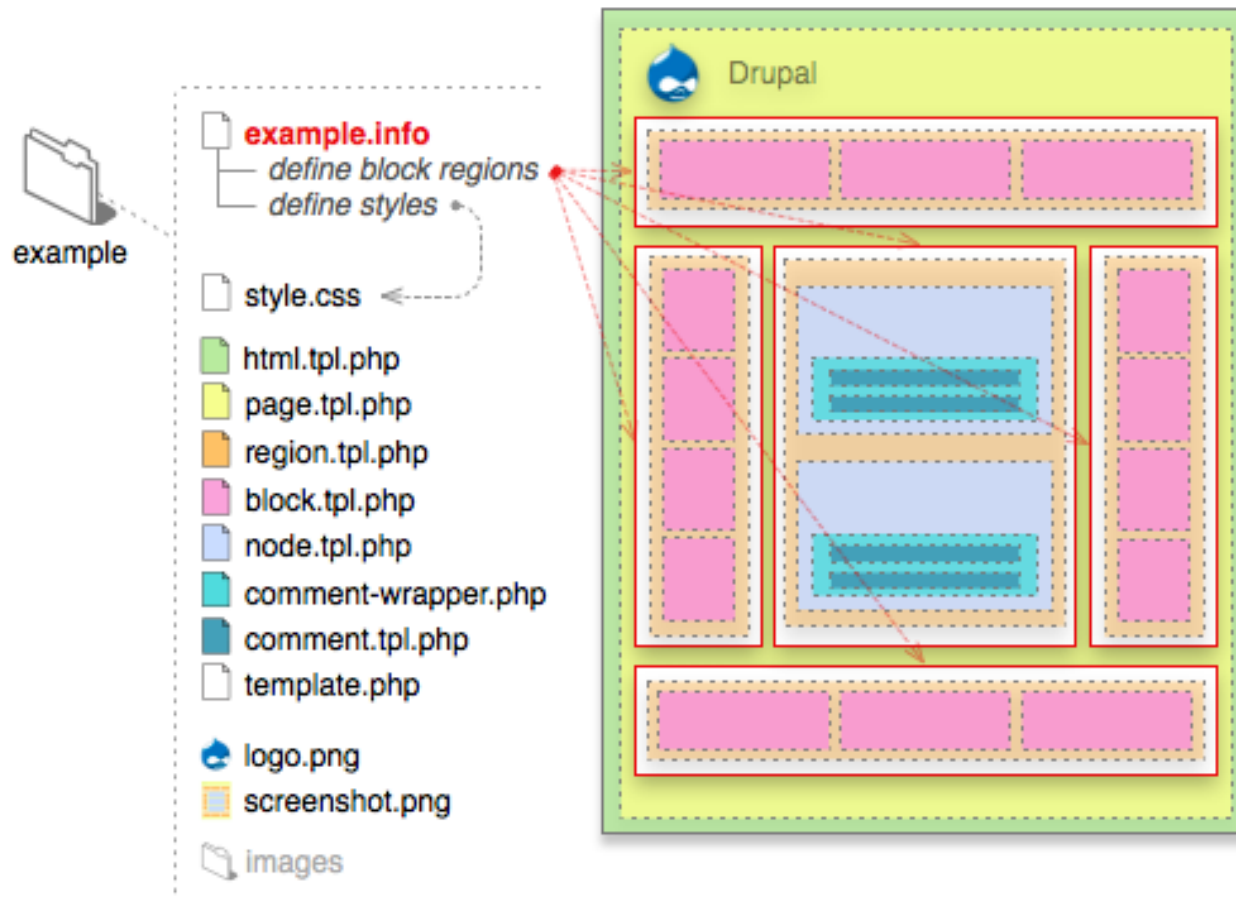 Drupal
example.info
define block regions
define styles
example
style.css
html.tpl.php
page.tpl.php
region.tpl.php
block.tpl.php
node.tpl.php
comment-wrapper.php
comment.tpl.php
template.php
logo.png
screenshot.png
images